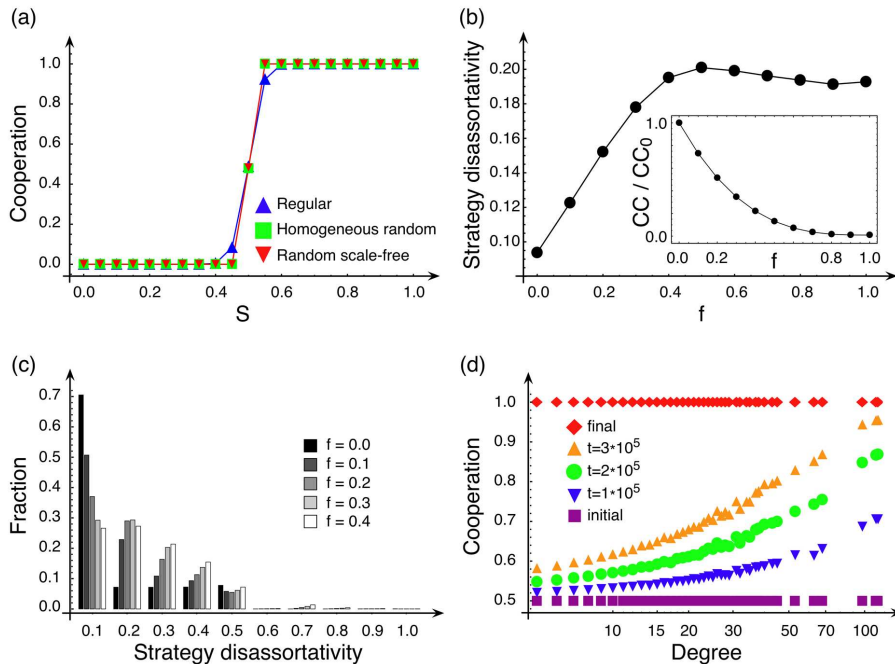 (a)
Cooperation
1.0
0.8
0.6
0.4
0.2
0.0
Regular
Homogeneous random
Random scale-free
0.0 0.2 0.4 0.6 0.8 1.0
S
(b)
Strategy disassortativity
0.20
0.18
0.16
0.14
0.12
0.10
0.0 0.2 0.4 0.6 0.8 1.0
f
CC / CC0
1.0
0.0
0.2 0.6 1.0
f
(c)
Fraction
0.7
0.6
0.5
0.4
0.3
0.2
0.1
0.0
f = 0.0
f = 0.1
f = 0.2
f = 0.3
f = 0.4
0.1 0.2 0.3 0.4 0.5 0.6 0.7 0.8 0.9 1.0
Strategy disassortativity
(d)
Cooperation
1.0
0.9
0.8
0.7
0.6
0.5
final
t=3*10^5
t=2*10^5
t=1*10^5
initial
10 15 20 30 50 70 100
Degree